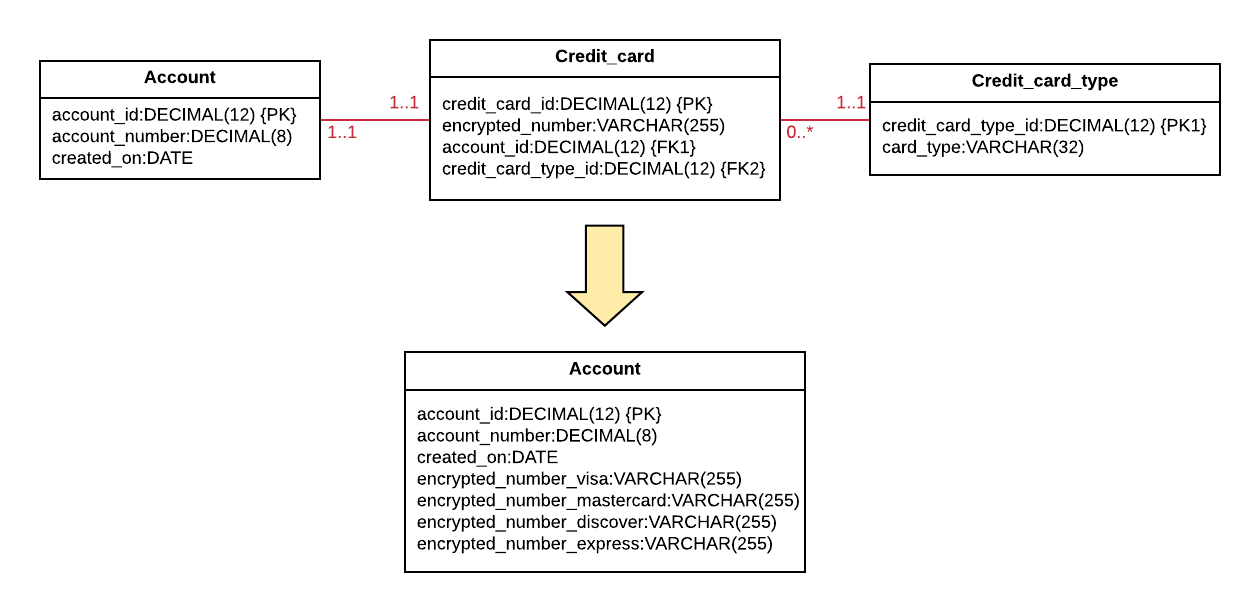 Account
account_id:DECIMAL(12) {PK}
account_number:DECIMAL(8)
created_on:DATE
1..1
1..1
Credit_card
credit_card_id:DECIMAL(12) {PK}
encrypted_number:VARCHAR(255)
account_id:DECIMAL(12) {FK1}
credit_card_type_id:DECIMAL(12) {FK2}
1..1
0..*
Credit_card_type
credit_card_type_id:DECIMAL(12) {PK1}
card_type:VARCHAR(32)
Account
account_id:DECIMAL(12) {PK}
account_number:DECIMAL(8)
created_on:DATE
encrypted_number_visa:VARCHAR(255)
encrypted_number_mastercard:VARCHAR(255)
encrypted_number_discover:VARCHAR(255)
encrypted_number_express:VARCHAR(255)